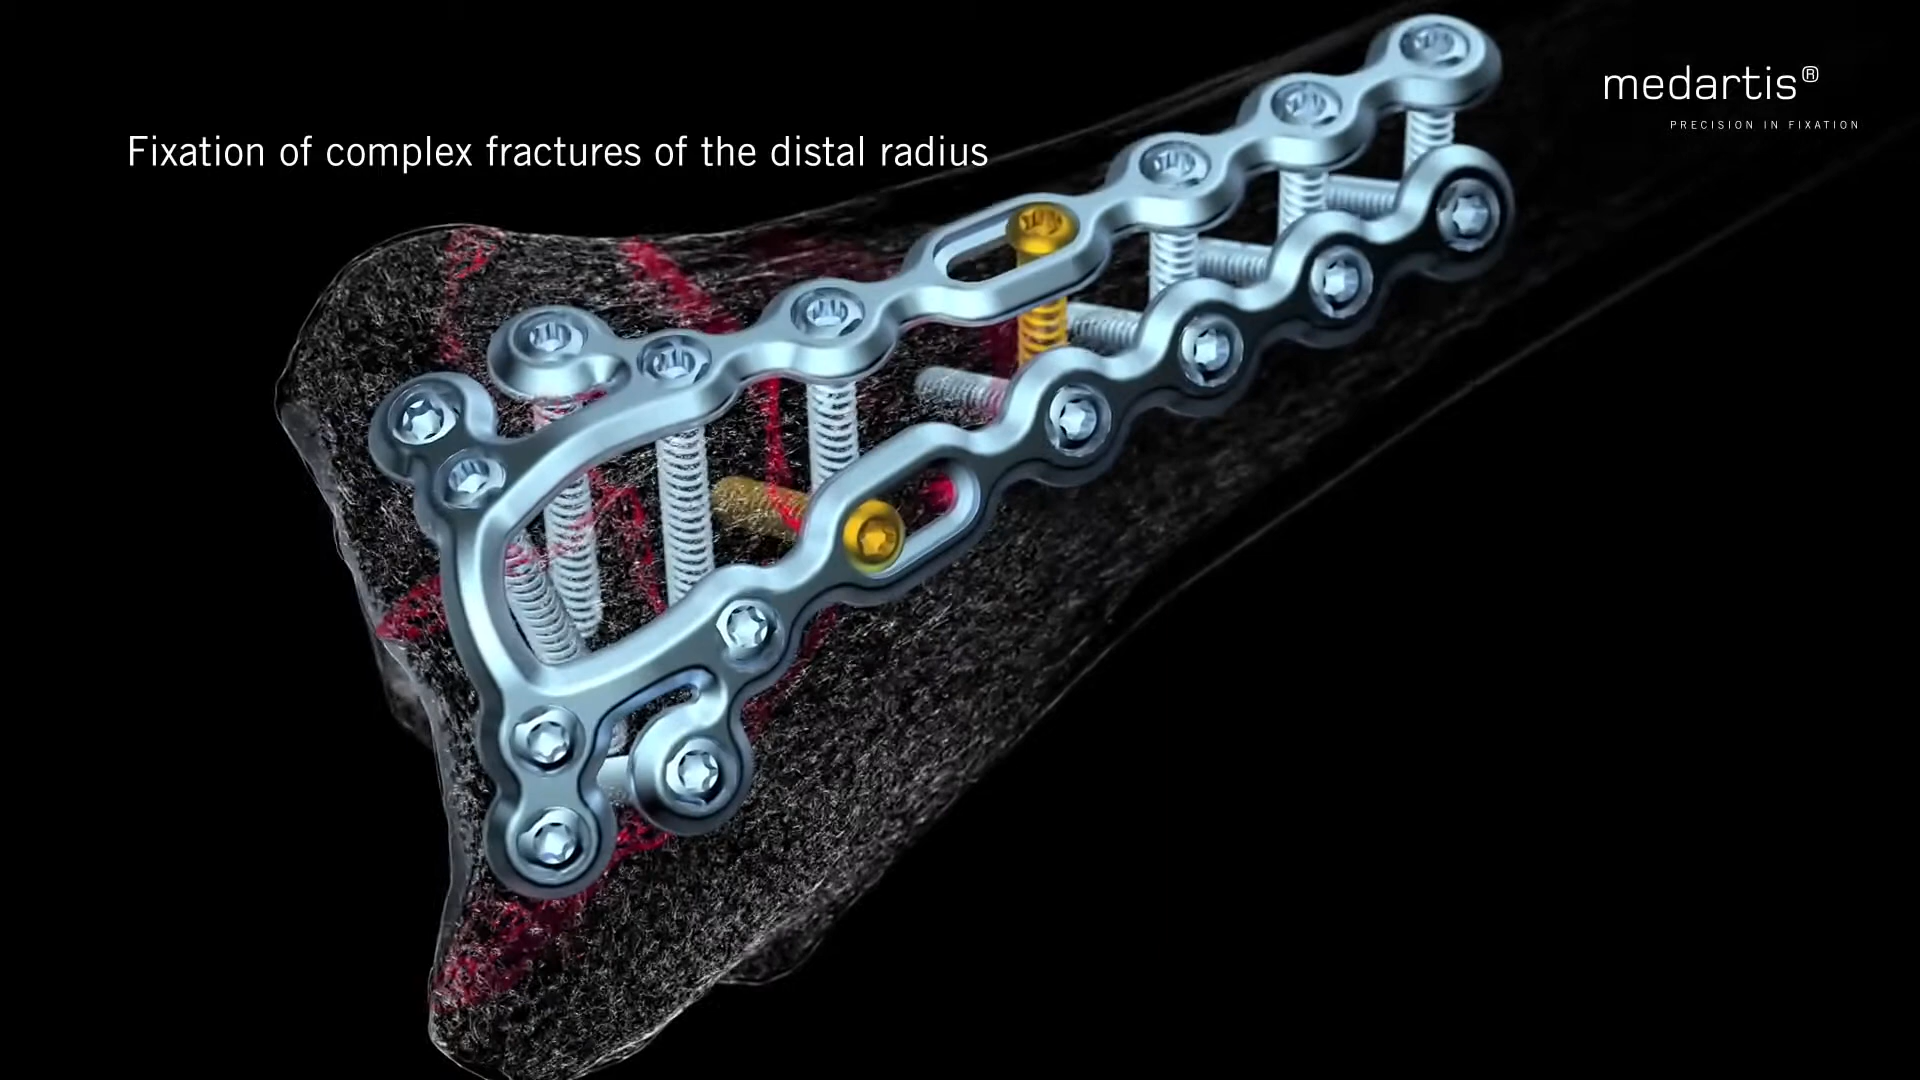 medartis®
PRECISION IN FIXATION
Fixation of complex fractures of the distal radius